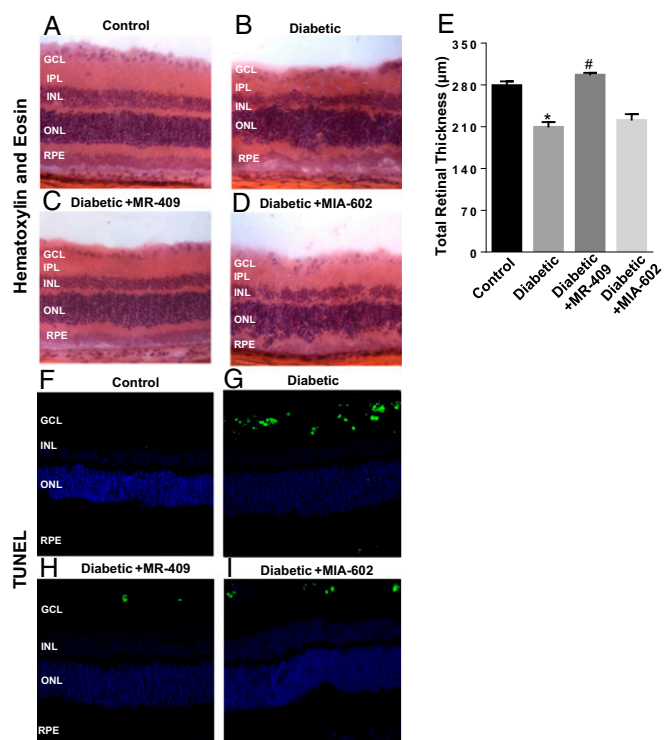 A Control
B Diabetic
GCL
IPL
INL
ONL
RPE
GCL
IPL
INL
ONL
RPE
C Diabetic +MR-409
D Diabetic +MIA-602
GCL
IPL
INL
ONL
RPE
GCL
IPL
INL
ONL
RPE
Hematoxylin and Eosin
E
Total Retinal Thickness (µm)
350
280
210
140
70
0
*
#
Control
Diabetic
Diabetic
+MR-409
Diabetic
+MIA-602
F Control
G Diabetic
GCL
INL
ONL
RPE
H Diabetic +MR-409
I Diabetic +MIA-602
GCL
INL
ONL
RPE
TUNEL